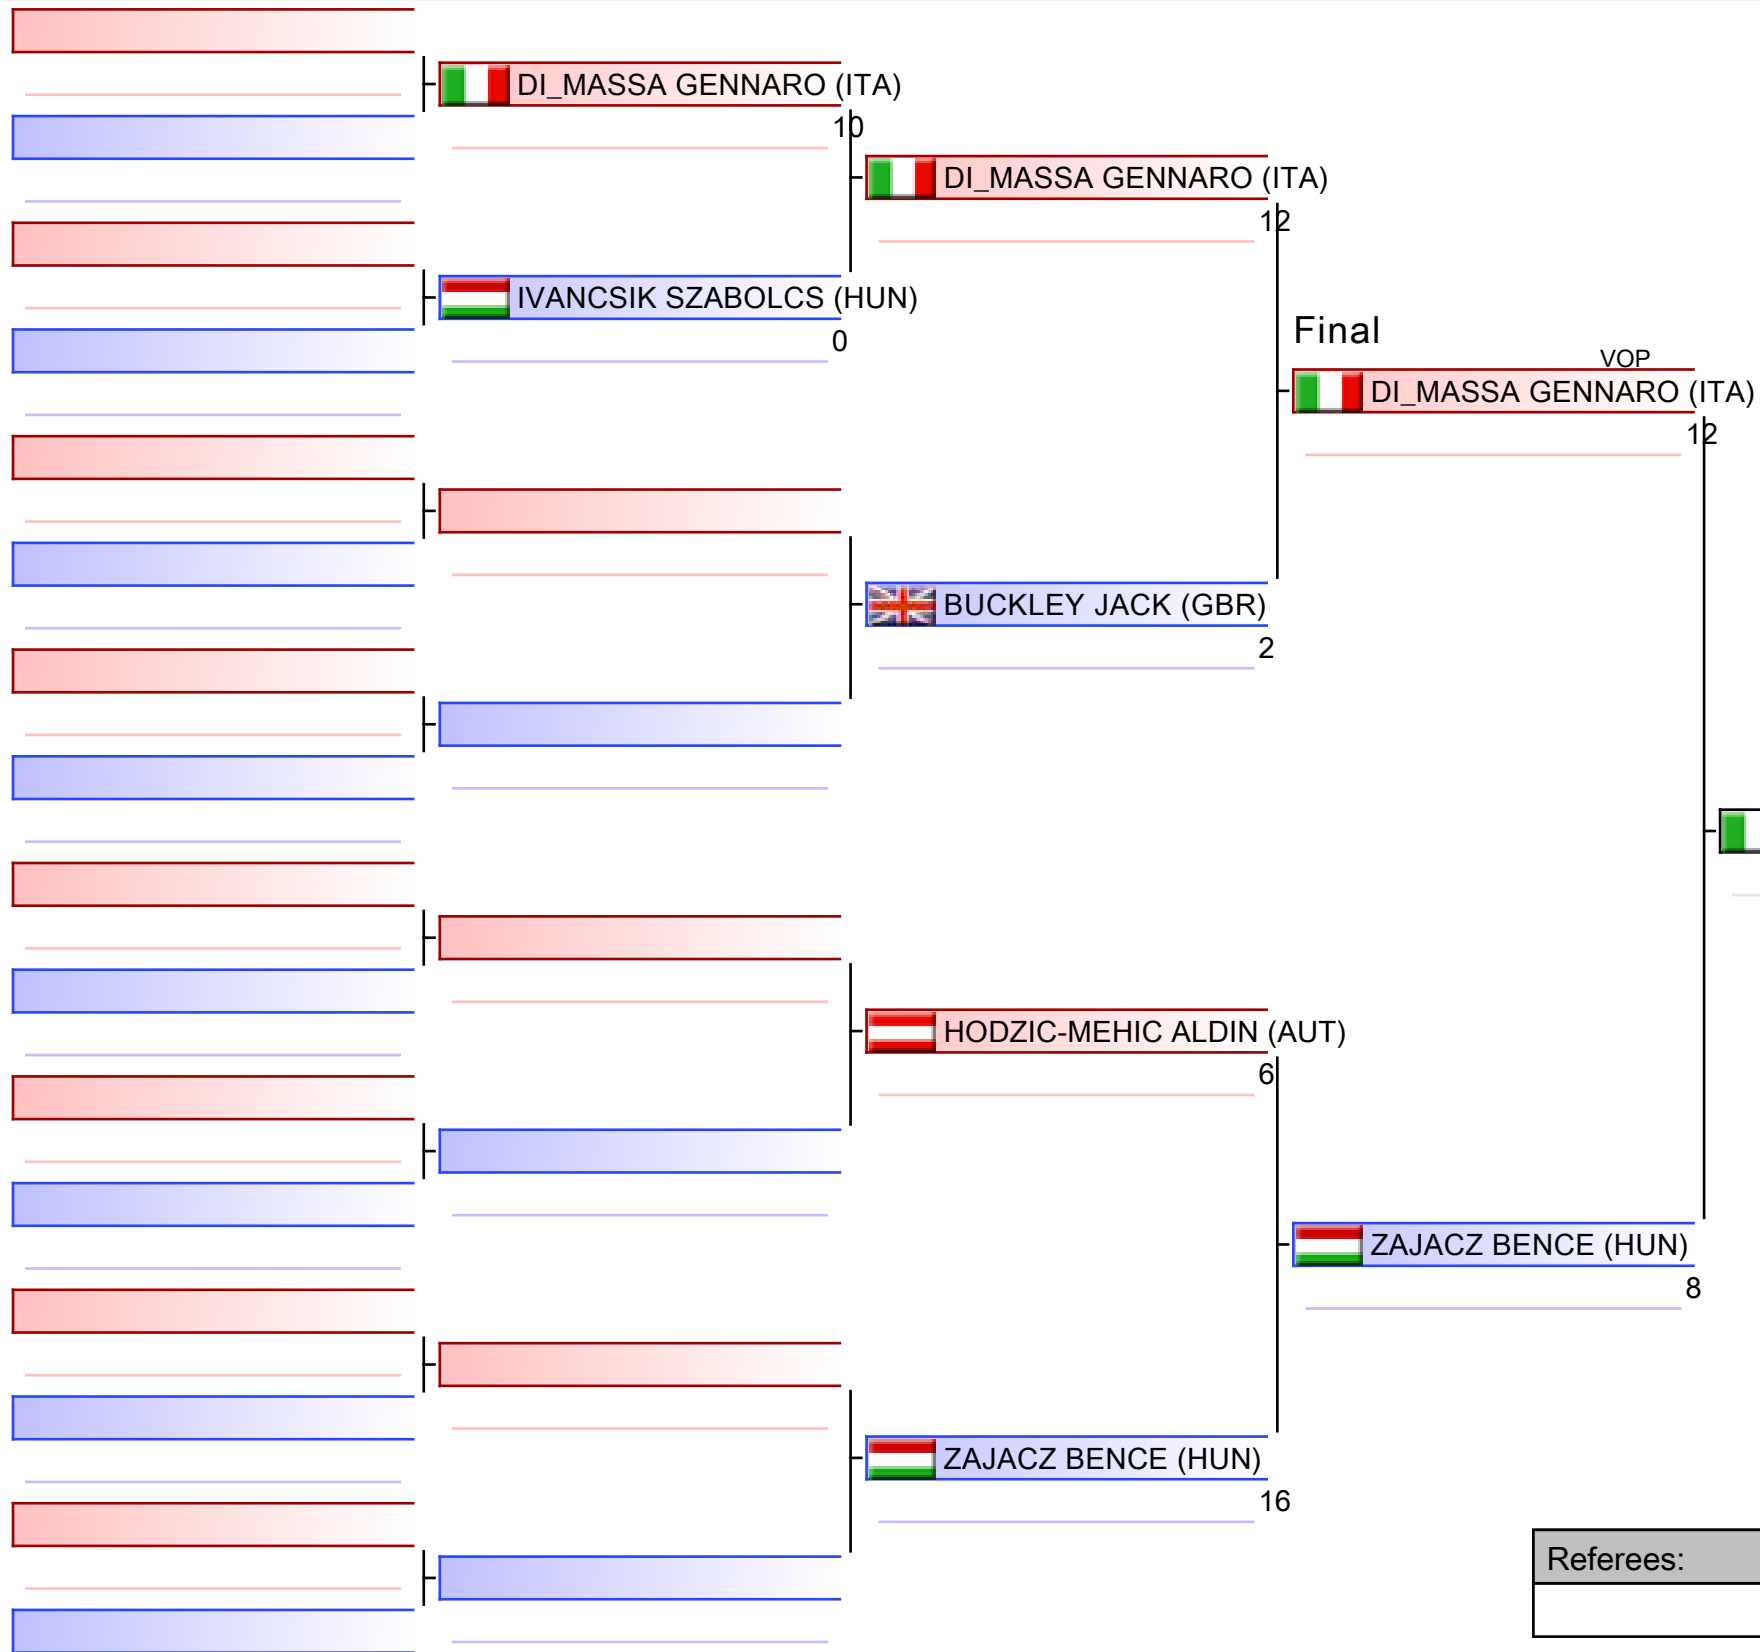 DI_MASSA GENNARO (ITA)
10
DI_MASSA GENNARO (ITA)
12
IVANCSIK SZABOLCS (HUN)
0
Final
VOP
DI_MASSA GENNARO (ITA)
12
BUCKLEY JACK (GBR)
2
HODZIC-MEHIC ALDIN (AUT)
6
ZAJACZ BENCE (HUN)
8
ZAJACZ BENCE (HUN)
16
Referees: